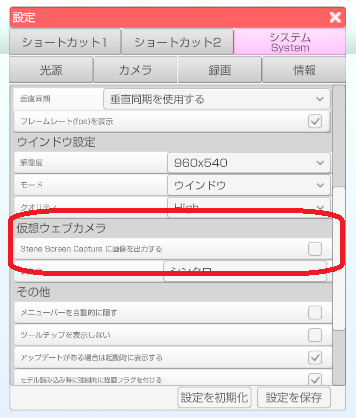 設定
ショートカット1 ショートカット2 システム
System
光源 カメラ 録画 情報
垂直同期 垂直同期を使用する
フレームレート(fps)を表示
ウインドウ設定
解像度 960x540
モード ウインドウ
クオリティ High
仮想ウェブカメラ
Stene Screen Capture に画像を出力する
シンクロ
その他
メニューバーを自動的に隠す
ツールチップを表示しない
アップデートがある場合は起動時に表示する
モデル読み込み時に強制的に描画フラグを付ける
設定を初期化 設定を保存